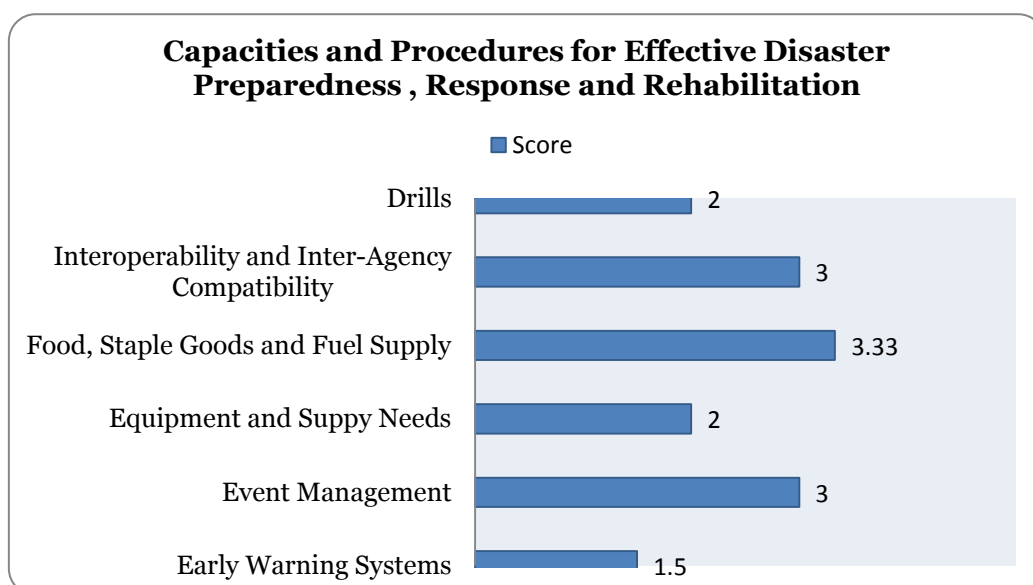 Capacities and Procedures for Effective Disaster
Preparedness , Response and Rehabilitation
Score
Drills
2
Interoperability and Inter-Agency
Compatibility
3
Food, Staple Goods and Fuel Supply
3.33
Equipment and Suppy Needs
2
Event Management
3
Early Warning Systems
1.5